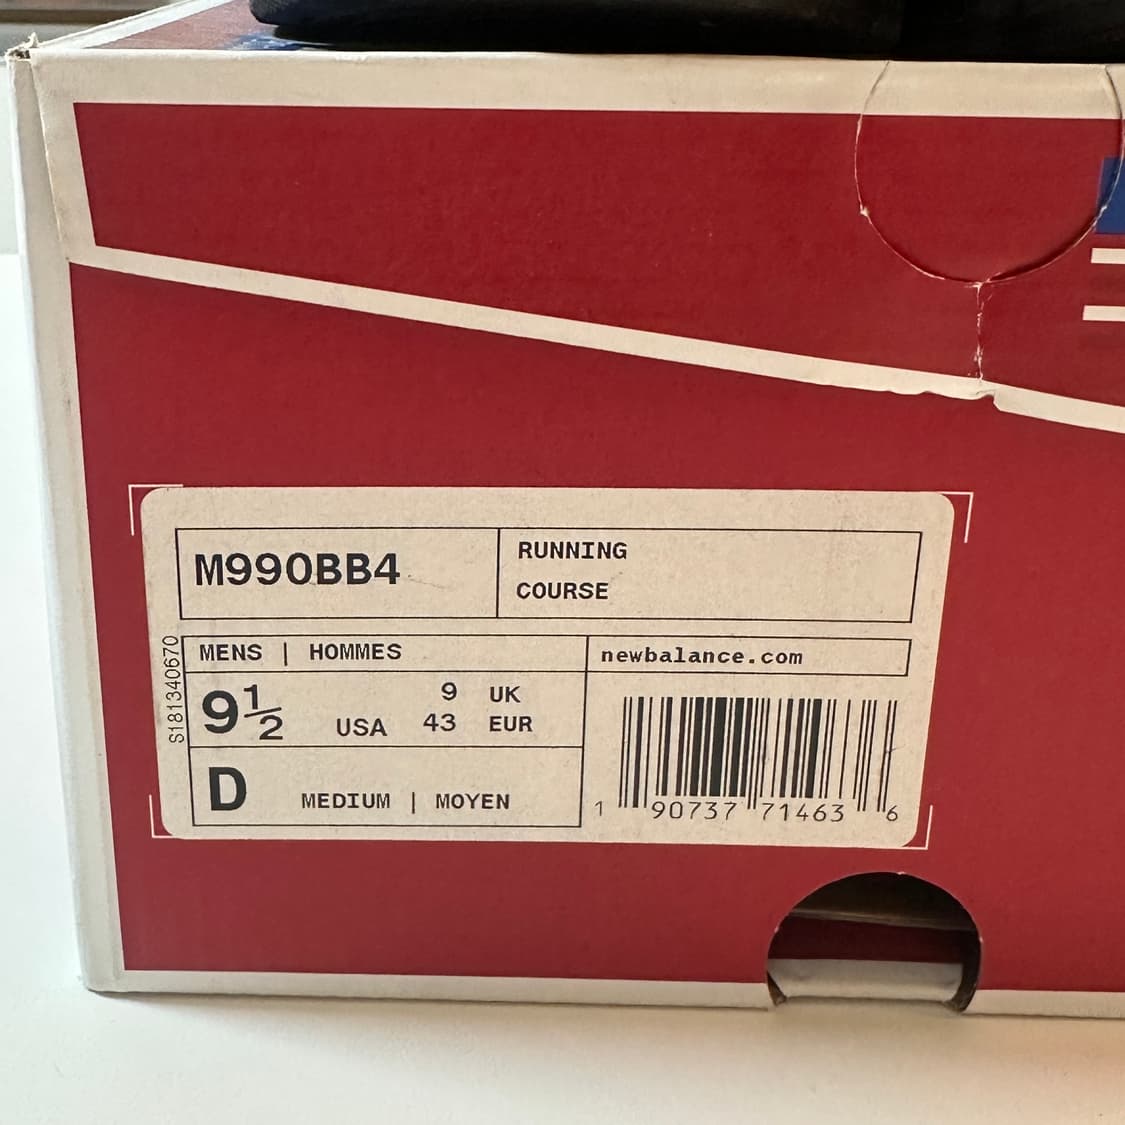 M990BB4
RUNNING
COURSE
S181340670
MENS | HOMMES
newbalance.com
9½ USA
9 UK
43 EUR
D MEDIUM | MOYEN
1 90737 71463 6